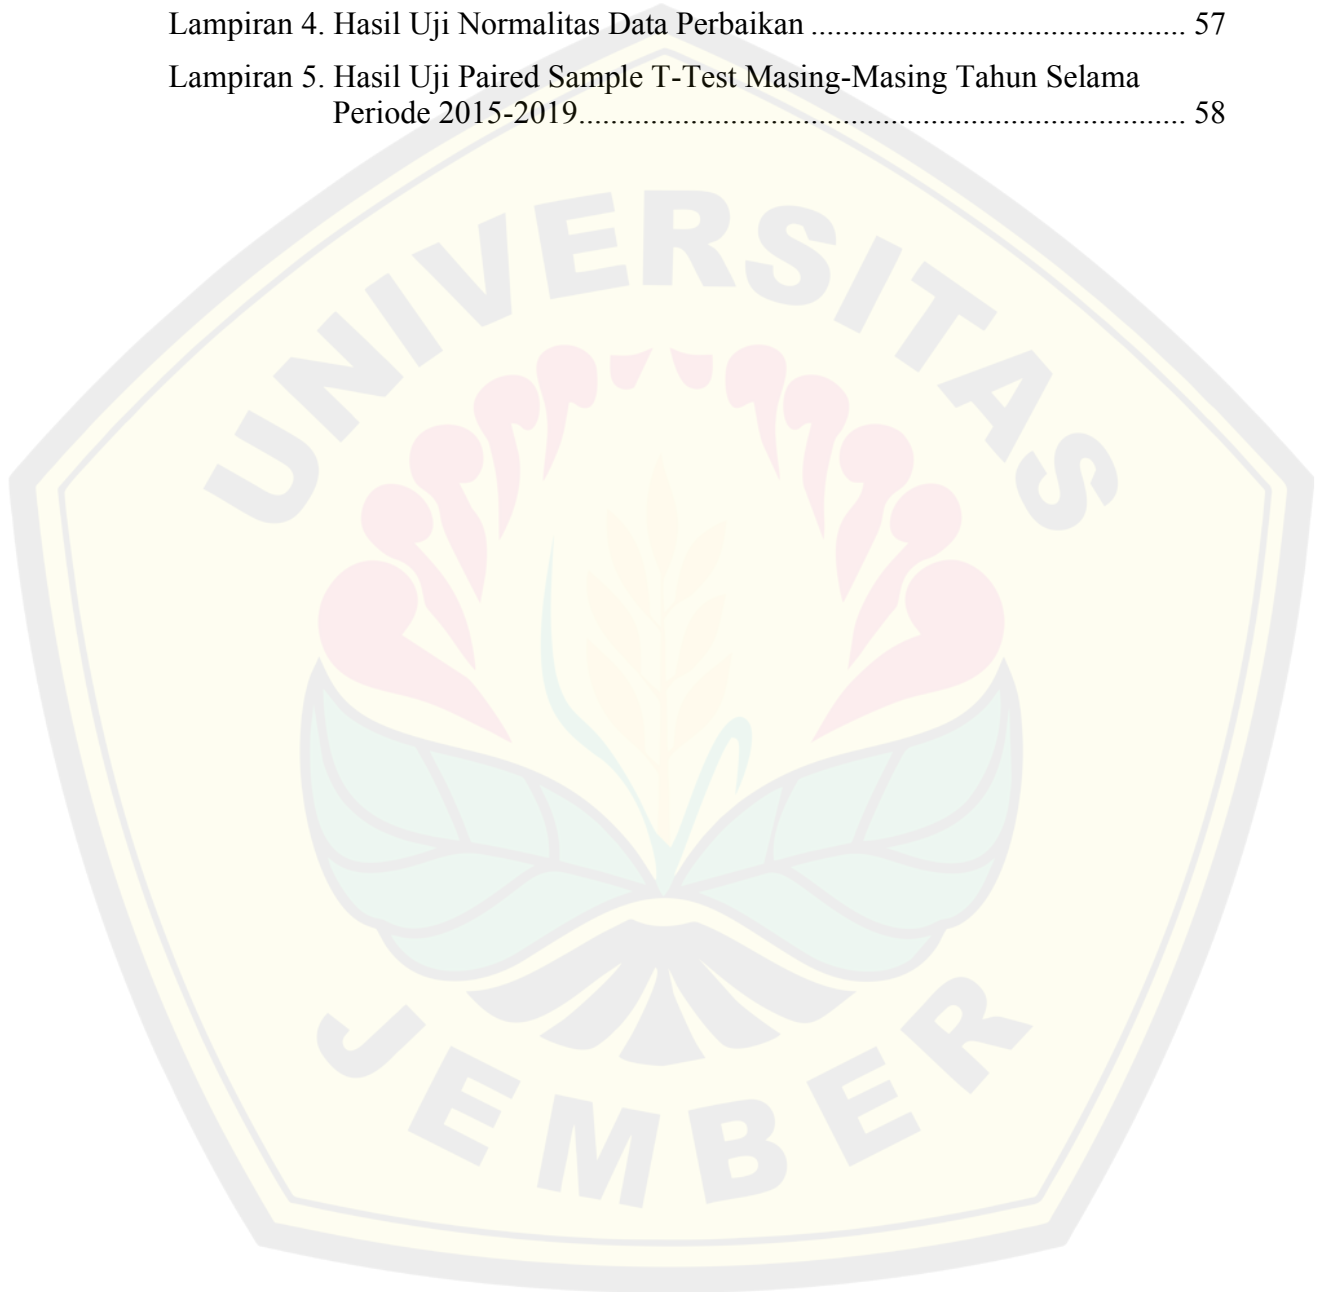 Lampiran 4. Hasil Uji Normalitas Data Perbaikan ............................................... 57
Lampiran 5. Hasil Uji Paired Sample T-Test Masing-Masing Tahun Selama
Periode 2015-2019............................................................................ 58
UNIVERSITAS
JEMBER